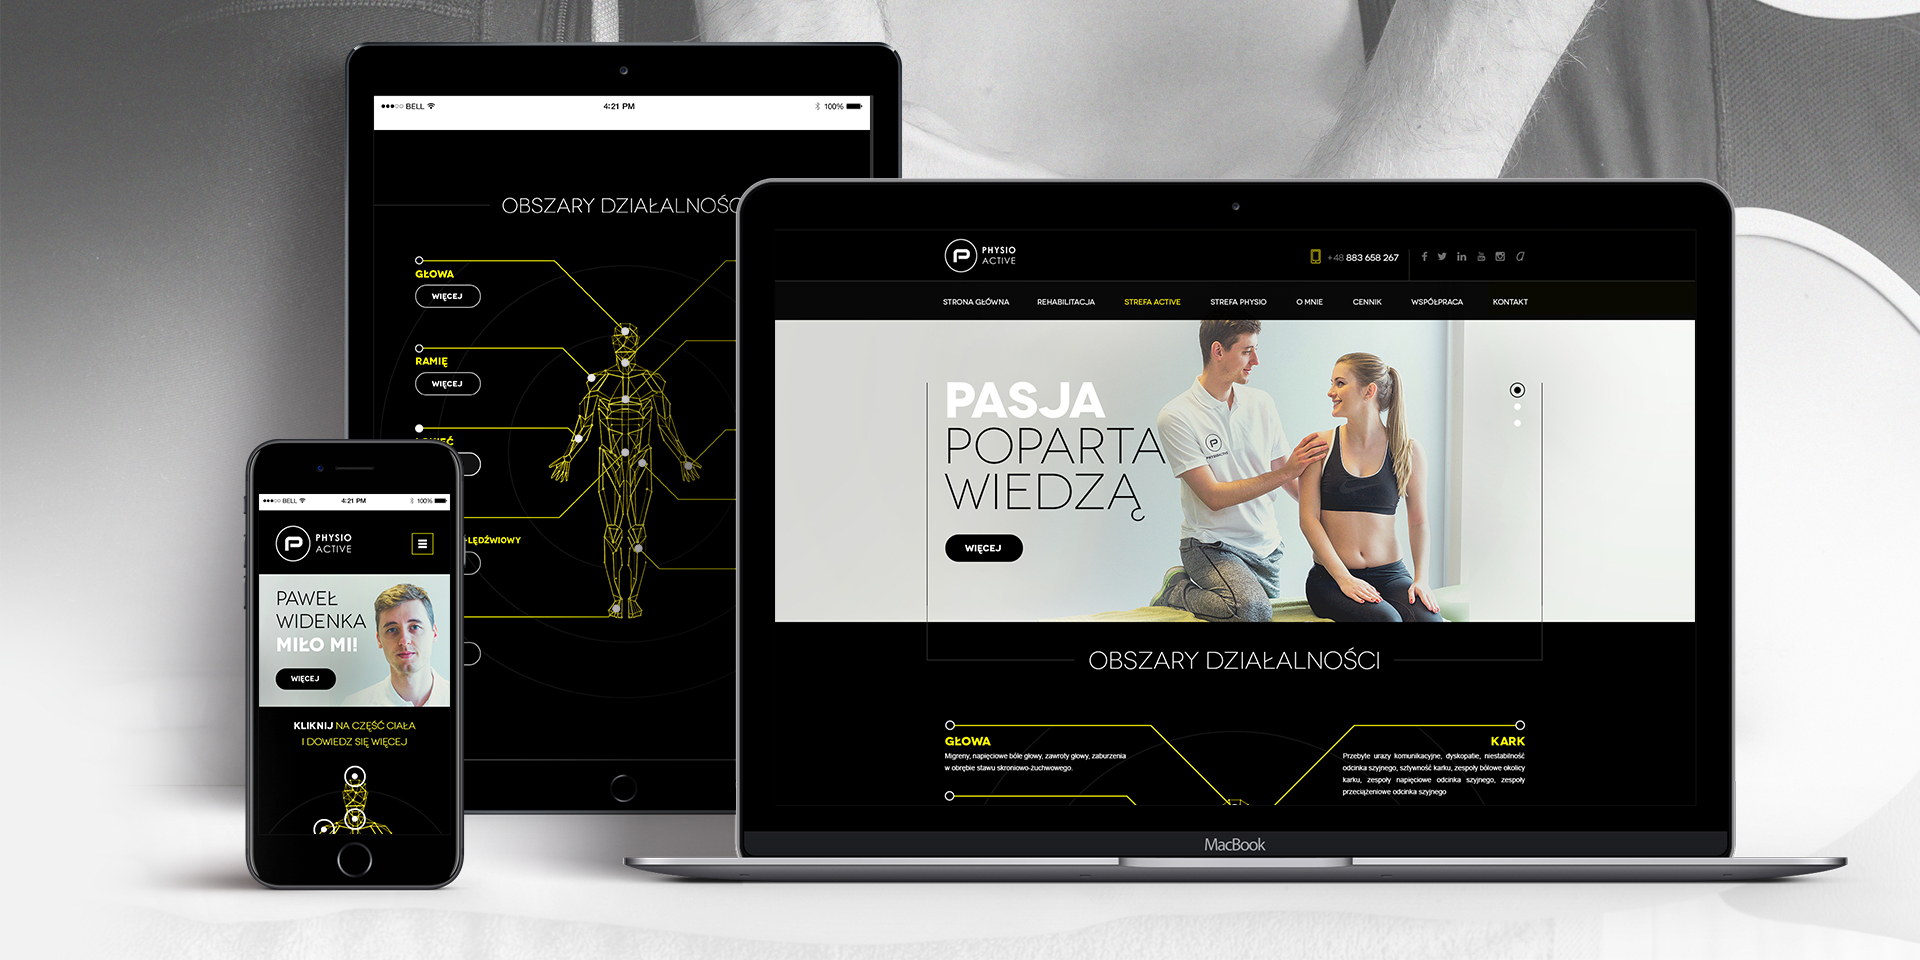 ●●●○○ BELL
4:21 PM
100%
OBSZARY DZIAŁALNOŚC
GŁOWA
WIĘCEJ
RAMIĘ
WIĘCEJ
LĘDŹWIOWY
●●●○○ BELL
4:21 PM
100%
PHYSIO
ACTIVE
PAWEŁ
WIDENKA
MIŁO MI!
WIĘCEJ
KLIKNIJ NA CZĘŚĆ CIAŁA
I DOWIEDZ SIĘ WIĘCEJ
PHYSIO
ACTIVE
+48 883 658 267
STRONA GŁÓWNA REHABILITACJA STREFA ACTIVE STREFA PHYSIO O MNIE CENNIK WSPÓŁPRACA KONTAKT
PASJA
POPARTA
WIEDZĄ
WIĘCEJ
OBSZARY DZIAŁALNOŚCI
GŁOWA
Migreny, napięciowe bóle głowy, zawroty głowy, zaburzenia
w obrębie stawu skroniowo-żuchwowego.
KARK
Przebyte urazy komunikacyjne, dyskopatie, niestabilność
odcinka szyjnego, sztywność karku, zespoły bólowe okolicy
karku, zespoły napięciowe odcinka szyjnego, zespoły
przeciążeniowe odcinka szyjnego
MacBook